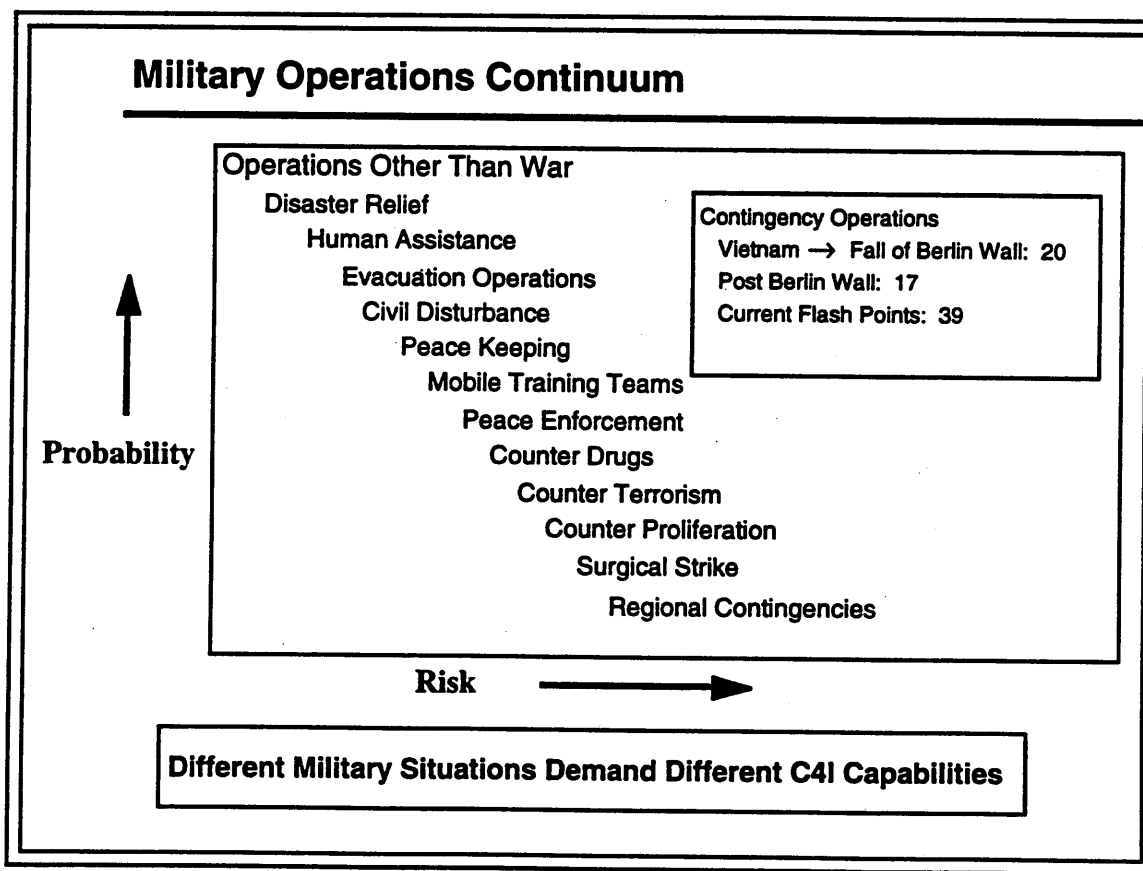 Military Operations Continuum
Operations Other Than War
Disaster Relief
Human Assistance
Evacuation Operations
Civil Disturbance
Peace Keeping
Mobile Training Teams
Peace Enforcement
Counter Drugs
Counter Terrorism
Counter Proliferation
Surgical Strike
Regional Contingencies
Contingency Operations
Vietnam → Fall of Berlin Wall: 20
Post Berlin Wall: 17
Current Flash Points: 39
Probability
Risk
Different Military Situations Demand Different C4I Capabilities